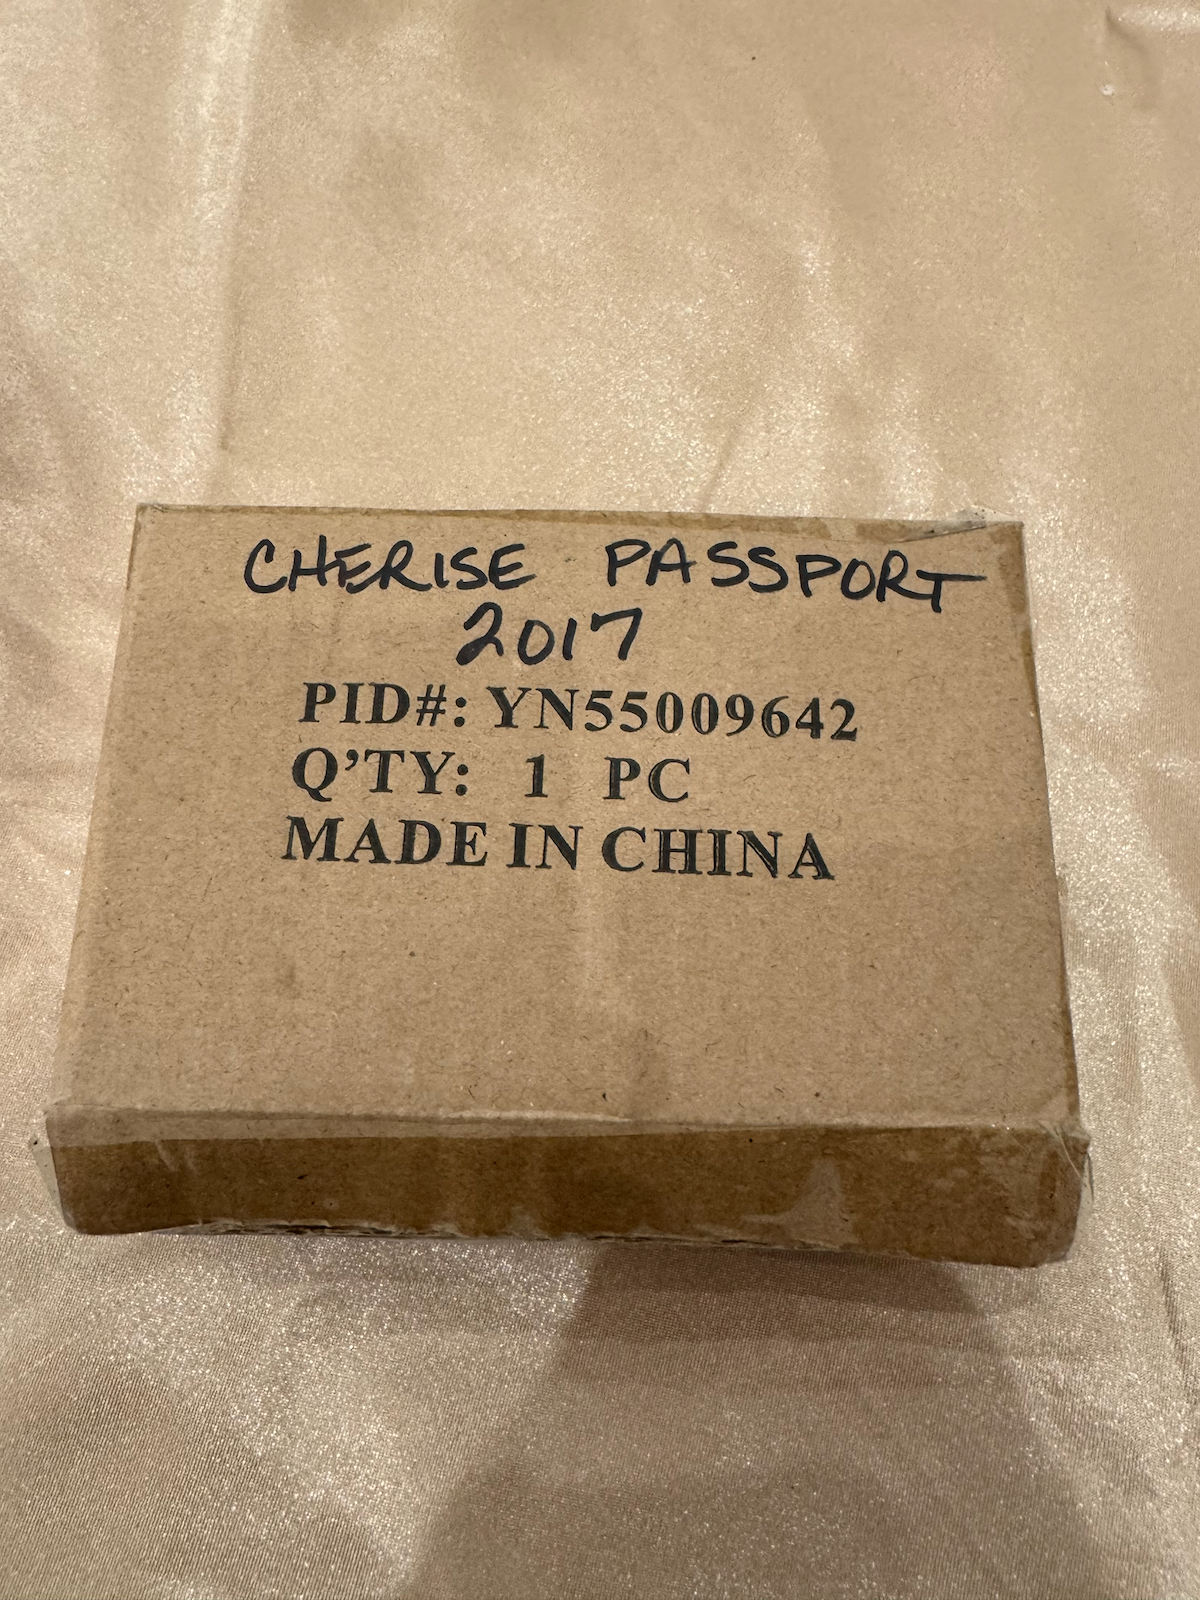 CHERISE PASSPORT
2017
PID#: YN55009642
Q'TY: 1 PC
MADE IN CHINA